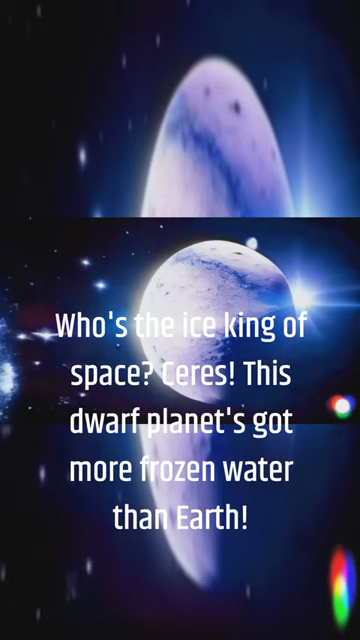 Who's the ice king of
space? Ceres! This
dwarf planet's got
more frozen water
than Earth!